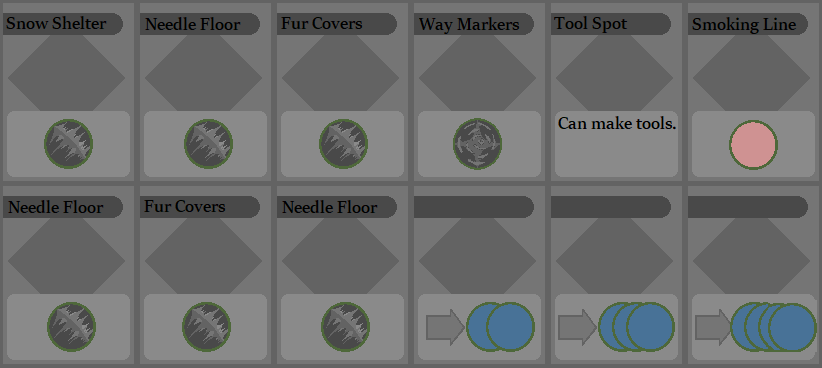 Snow Shelter
Needle Floor
Fur Covers
Way Markers
Tool Spot
Smoking Line
Can make tools.
Needle Floor
Fur Covers
Needle Floor